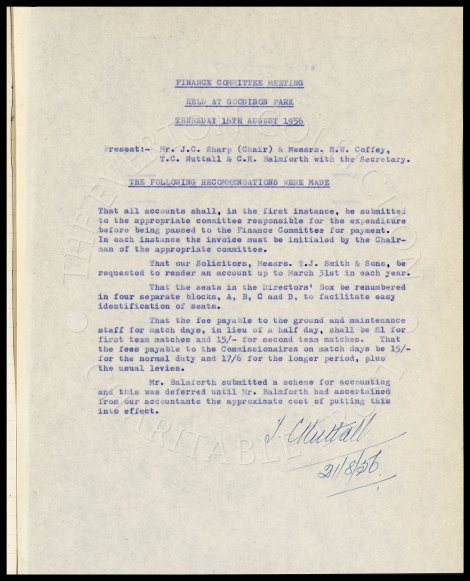 FINANCE COMMITTEE MEETING
HELD AT GOODISON PARK
THURSDAY 16TH AUGUST 1956
Present:- Mr. J.C. Sharp (Chair) & Messrs. N.W. Coffey,
T.C. Nuttall & C.E. Balmforth with the Secretary.
THE FOLLOWING RECOMMENDATIONS WERE MADE
That all accounts shall, in the first instance, be submitted
to the appropriate committee responsible for the expenditure
before being passed to the Finance Committee for payment.
In each instance the invoice must be initialed by the Chair-
man of the appropriate committee.
That our Solicitors, Messrs. T.J. Smith & Sons, be
requested to render an account up to March 31st in each year.
That the seats in the Directors' Box be renumbered
in four separate blocks, A, B, C and D, to facilitate easy
identification of seats.
That the fee payable to the ground and maintenance
staff for match days, in lieu of a half day, shall be £1 for
first team matches and 15/- for second team matches. That
the fees payable to the Commissionaires on match days be 15/-
for the normal duty and 17/6 for the longer period, plus
the usual levies.
Mr. Balmforth submitted a scheme for accounting
and this was deferred until Mr. Balmforth had ascertained
from our accountants the approximate cost of putting this
into effect.
T. C Nuttall
21/8/56
THE EVERTON COLLECTION CHARITABLE